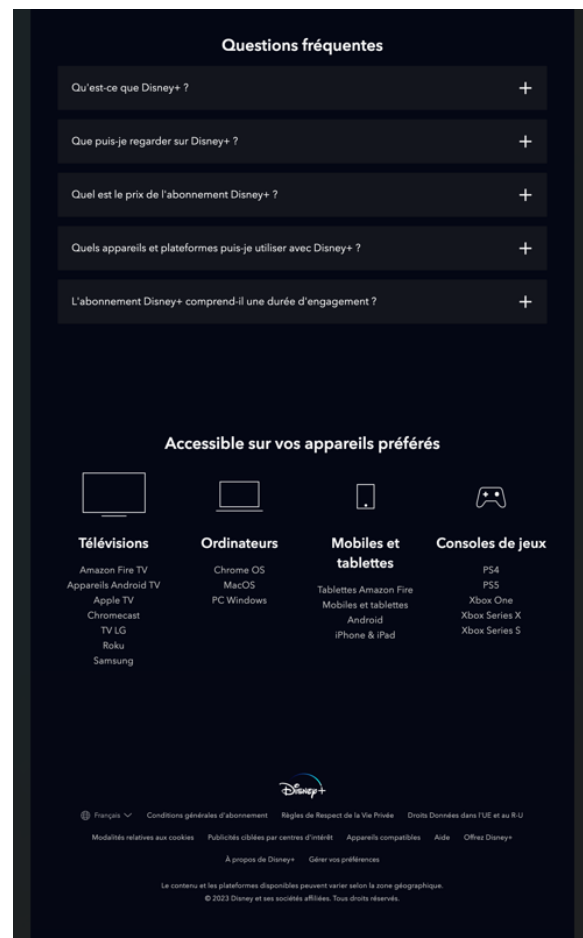 Questions fréquentes
Qu'est-ce que Disney+ ?
Que puis-je regarder sur Disney+ ?
Quel est le prix de l'abonnement Disney+ ?
Quels appareils et plateformes puis-je utiliser avec Disney+ ?
L'abonnement Disney+ comprend-il une durée d'engagement ?
Accessible sur vos appareils préférés
Télévisions
Amazon Fire TV
Appareils Android TV
Apple TV
Chromecast
TV LG
Roku
Samsung
Ordinateurs
Chrome OS
MacOS
PC Windows
Mobiles et
tablettes
Tablettes Amazon Fire
Mobiles et tablettes
Android
iPhone & iPad
Consoles de jeux
PS4
PS5
Xbox One
Xbox Series X
Xbox Series S
Disney+
Français Conditions générales d'abonnement Règles de Respect de la Vie Privée Droits Données dans l'UE et au R-U
Modalités relatives aux cookies Publicités ciblées par centres d'intérêt Appareils compatibles Aide Offrez Disney+
À propos de Disney+ Gérer vos préférences
Le contenu et les plateformes disponibles peuvent varier selon la zone géographique.
© 2023 Disney et ses sociétés affiliées. Tous droits réservés.